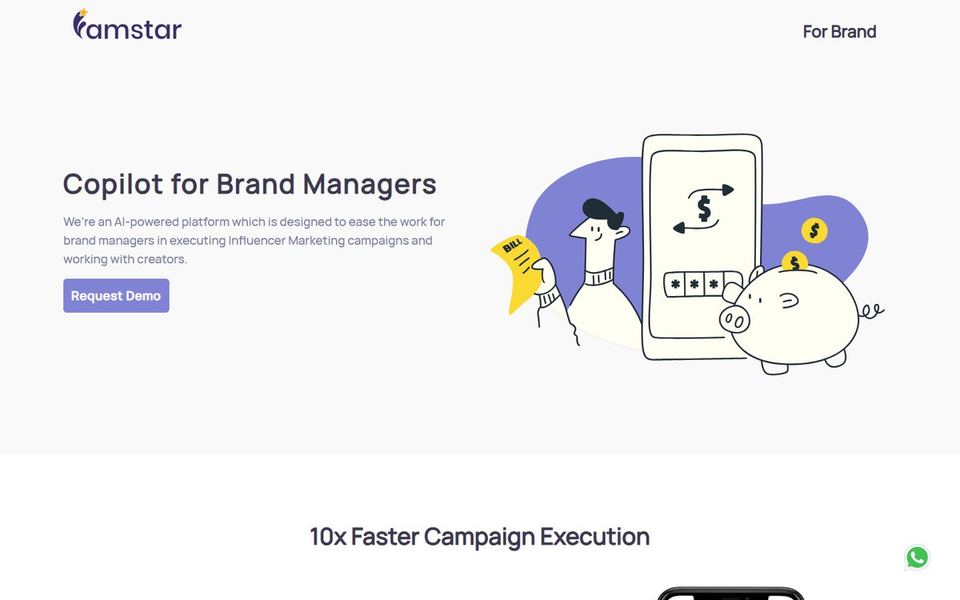 famstar
For Brand
Copilot for Brand Managers
We're an AI-powered platform which is designed to ease the work for
brand managers in executing Influencer Marketing campaigns and
working with creators.
Request Demo
BILL
$
$
$
* * *
10x Faster Campaign Execution